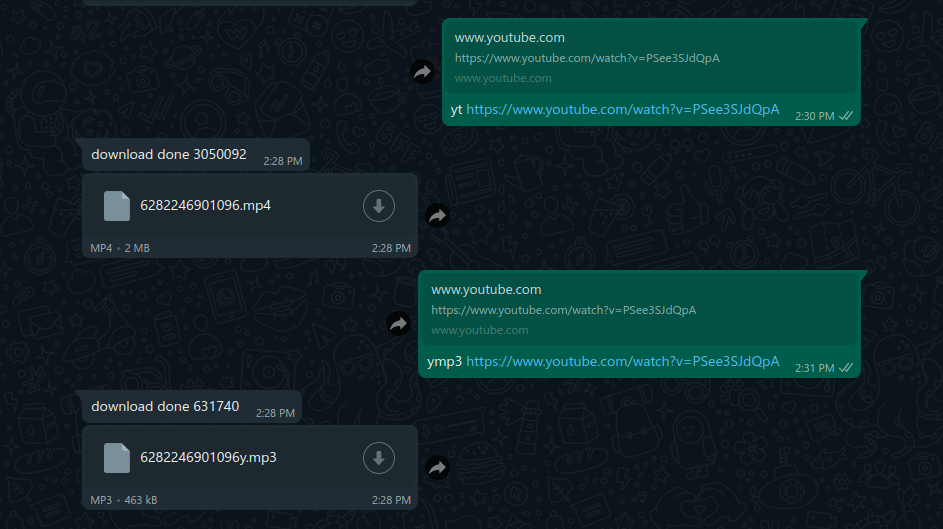 www.youtube.com
https://www.youtube.com/watch?v=PSee3SJdQpA
www.youtube.com
yt https://www.youtube.com/watch?v=PSee3SJdQpA
2:30 PM
download done 3050092
2:28 PM
6282246901096.mp4
MP4 • 2 MB
2:28 PM
www.youtube.com
https://www.youtube.com/watch?v=PSee3SJdQpA
www.youtube.com
ymp3 https://www.youtube.com/watch?v=PSee3SJdQpA
2:31 PM
download done 631740
2:28 PM
6282246901096y.mp3
MP3 • 463 kB
2:28 PM